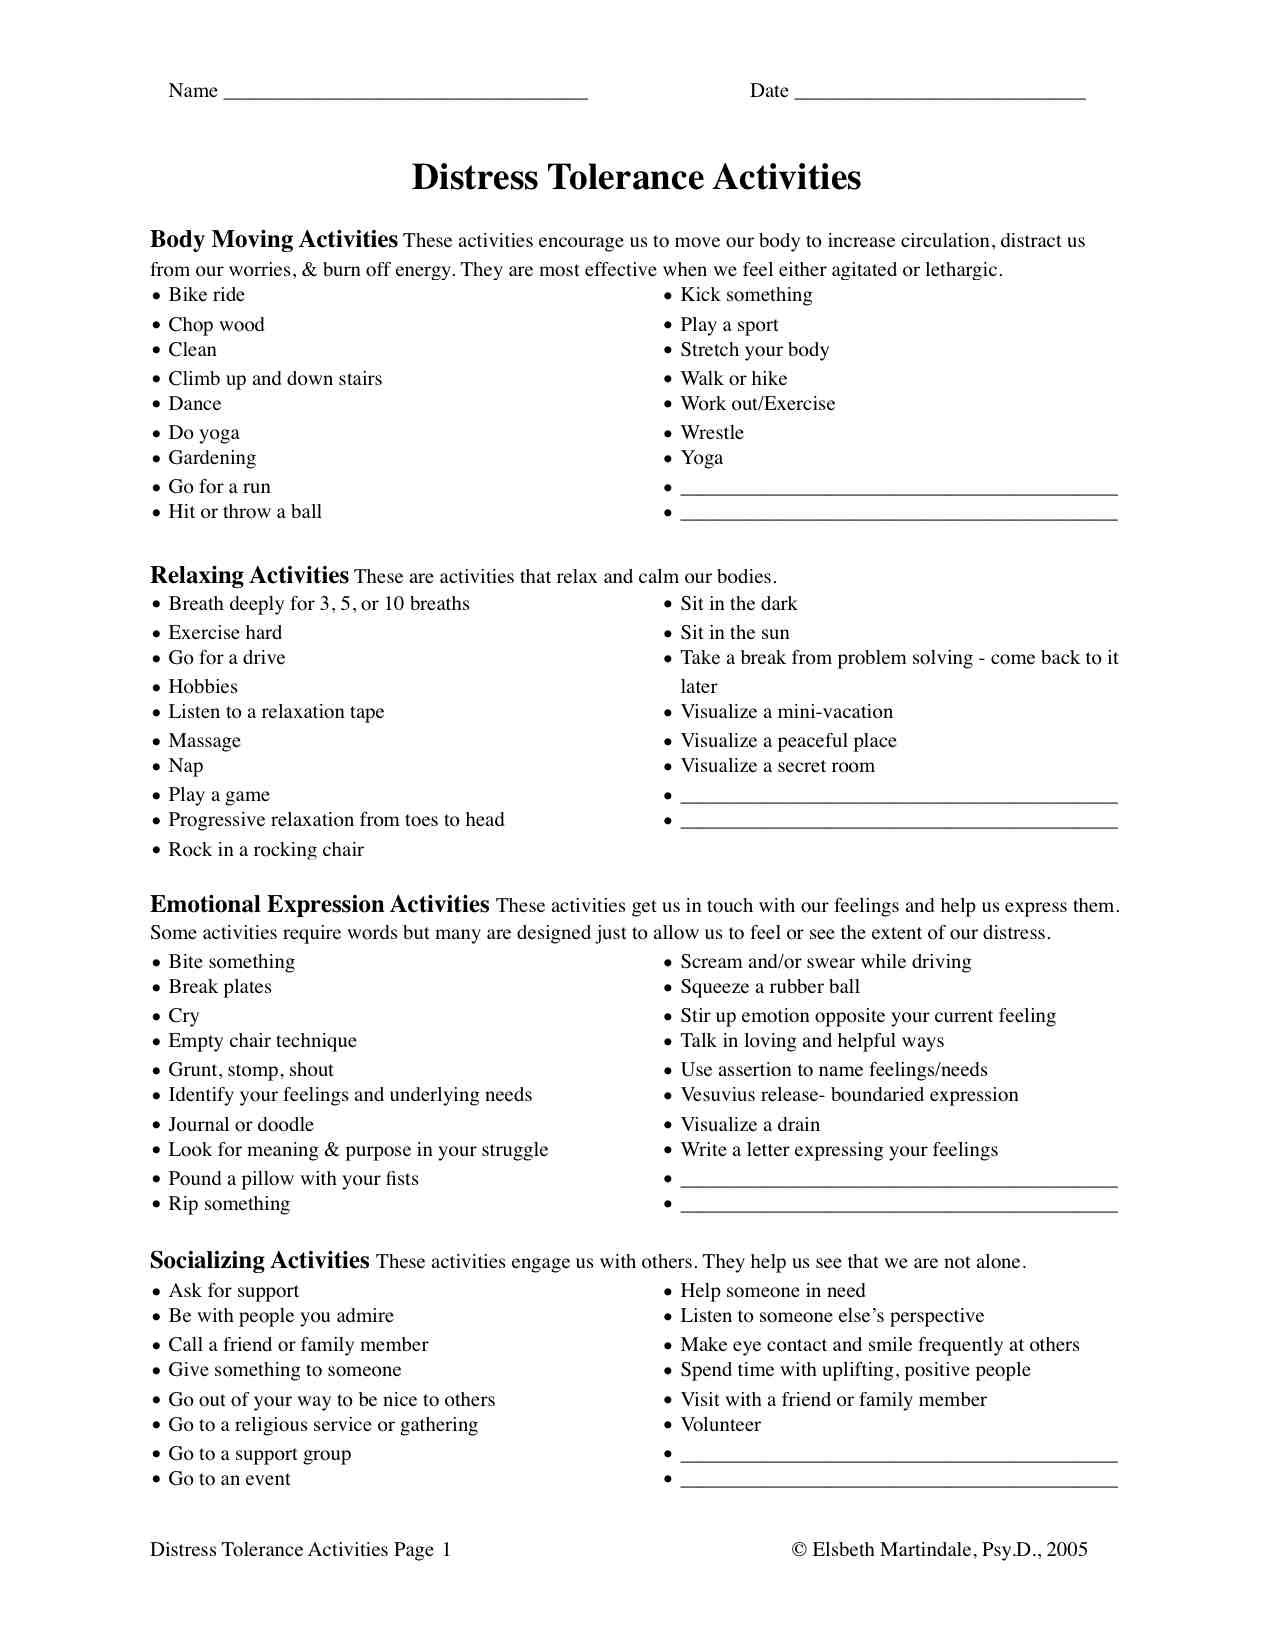 Name ___________________________________ Date ____________________________
Distress Tolerance Activities
Body Moving Activities These activities encourage us to move our body to increase circulation, distract us
from our worries, & burn off energy. They are most effective when we feel either agitated or lethargic.
• Bike ride
• Chop wood
• Clean
• Climb up and down stairs
• Dance
• Do yoga
• Gardening
• Go for a run
• Hit or throw a ball
• Kick something
• Play a sport
• Stretch your body
• Walk or hike
• Work out/Exercise
• Wrestle
• Yoga
• __________________________________________
• __________________________________________
Relaxing Activities These are activities that relax and calm our bodies.
• Breath deeply for 3, 5, or 10 breaths
• Exercise hard
• Go for a drive
• Hobbies
• Listen to a relaxation tape
• Massage
• Nap
• Play a game
• Progressive relaxation from toes to head
• Rock in a rocking chair
• Sit in the dark
• Sit in the sun
• Take a break from problem solving - come back to it
later
• Visualize a mini-vacation
• Visualize a peaceful place
• Visualize a secret room
• __________________________________________
• __________________________________________
Emotional Expression Activities These activities get us in touch with our feelings and help us express them.
Some activities require words but many are designed just to allow us to feel or see the extent of our distress.
• Bite something
• Break plates
• Cry
• Empty chair technique
• Grunt, stomp, shout
• Identify your feelings and underlying needs
• Journal or doodle
• Look for meaning & purpose in your struggle
• Pound a pillow with your fists
• Rip something
• Scream and/or swear while driving
• Squeeze a rubber ball
• Stir up emotion opposite your current feeling
• Talk in loving and helpful ways
• Use assertion to name feelings/needs
• Vesuvius release- boundaried expression
• Visualize a drain
• Write a letter expressing your feelings
• __________________________________________
• __________________________________________
Socializing Activities These activities engage us with others. They help us see that we are not alone.
• Ask for support
• Be with people you admire
• Call a friend or family member
• Give something to someone
• Go out of your way to be nice to others
• Go to a religious service or gathering
• Go to a support group
• Go to an event
• Help someone in need
• Listen to someone else’s perspective
• Make eye contact and smile frequently at others
• Spend time with uplifting, positive people
• Visit with a friend or family member
• Volunteer
• __________________________________________
• __________________________________________
Distress Tolerance Activities Page 1 © Elsbeth Martindale, Psy.D., 2005